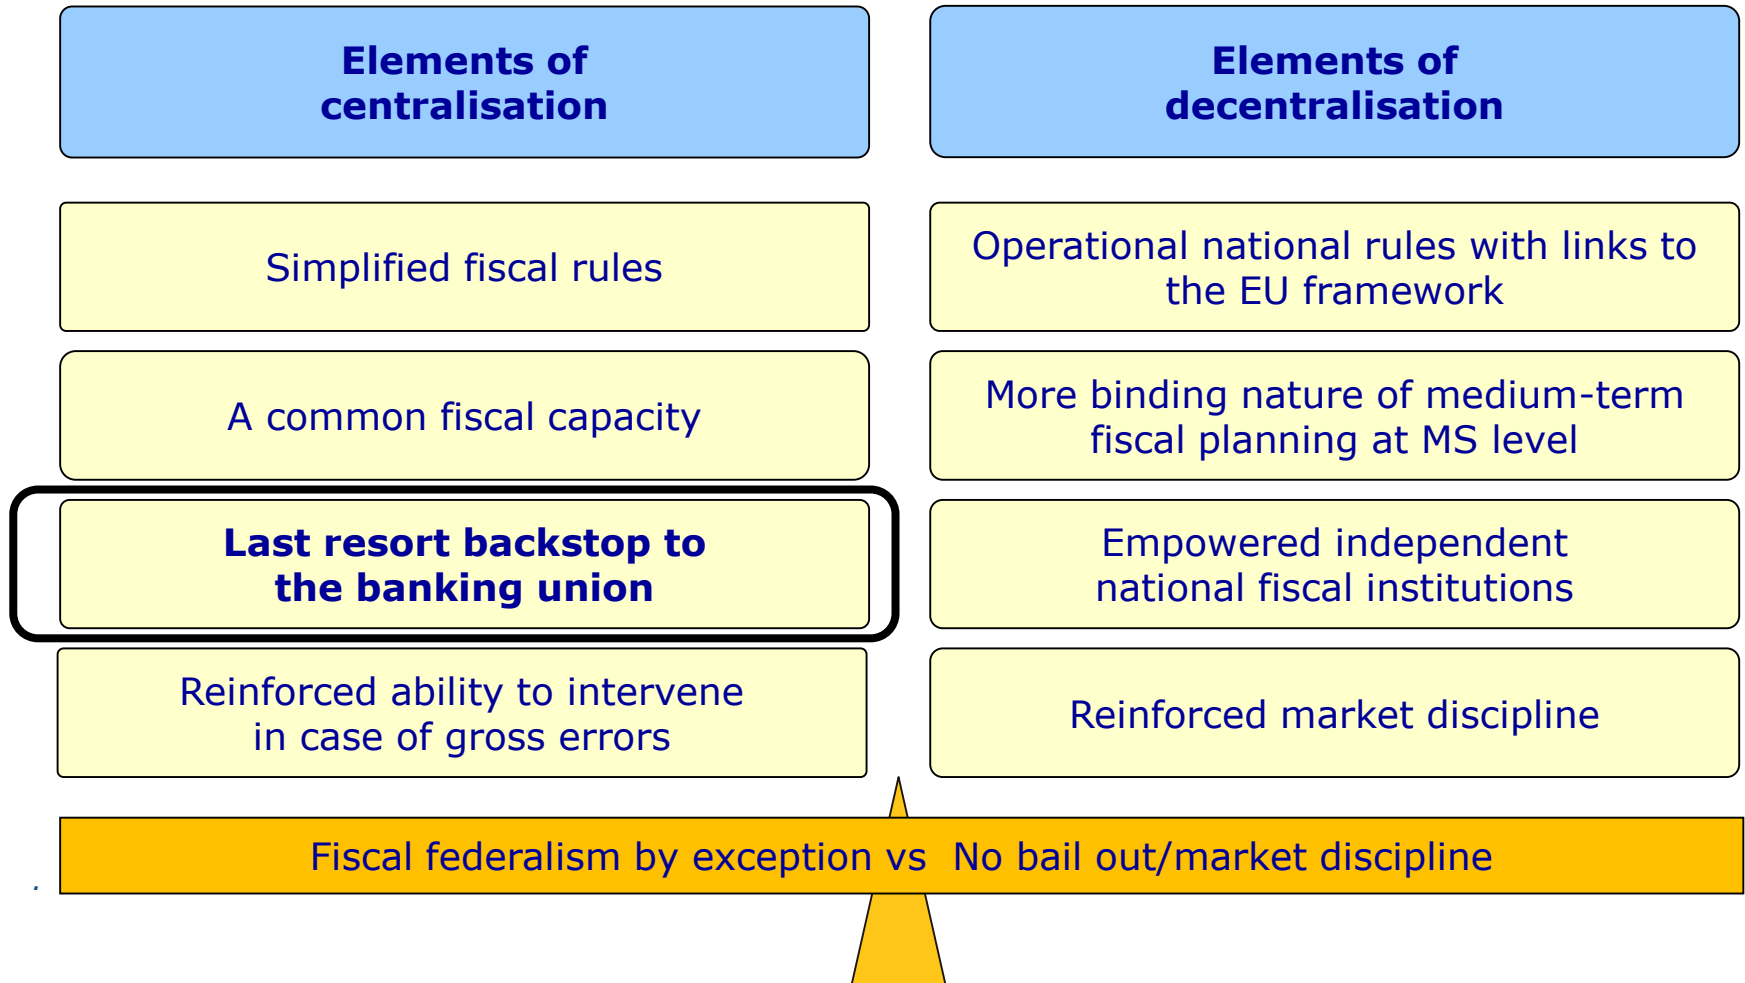 Elements of
centralisation
Simplified fiscal rules
A common fiscal capacity
Last resort backstop to
the banking union
Reinforced ability to intervene
in case of gross errors
Elements of
decentralisation
Operational national rules with links to
the EU framework
More binding nature of medium-term
fiscal planning at MS level
Empowered independent
national fiscal institutions
Reinforced market discipline
Fiscal federalism by exception vs  No bail out/market discipline
.